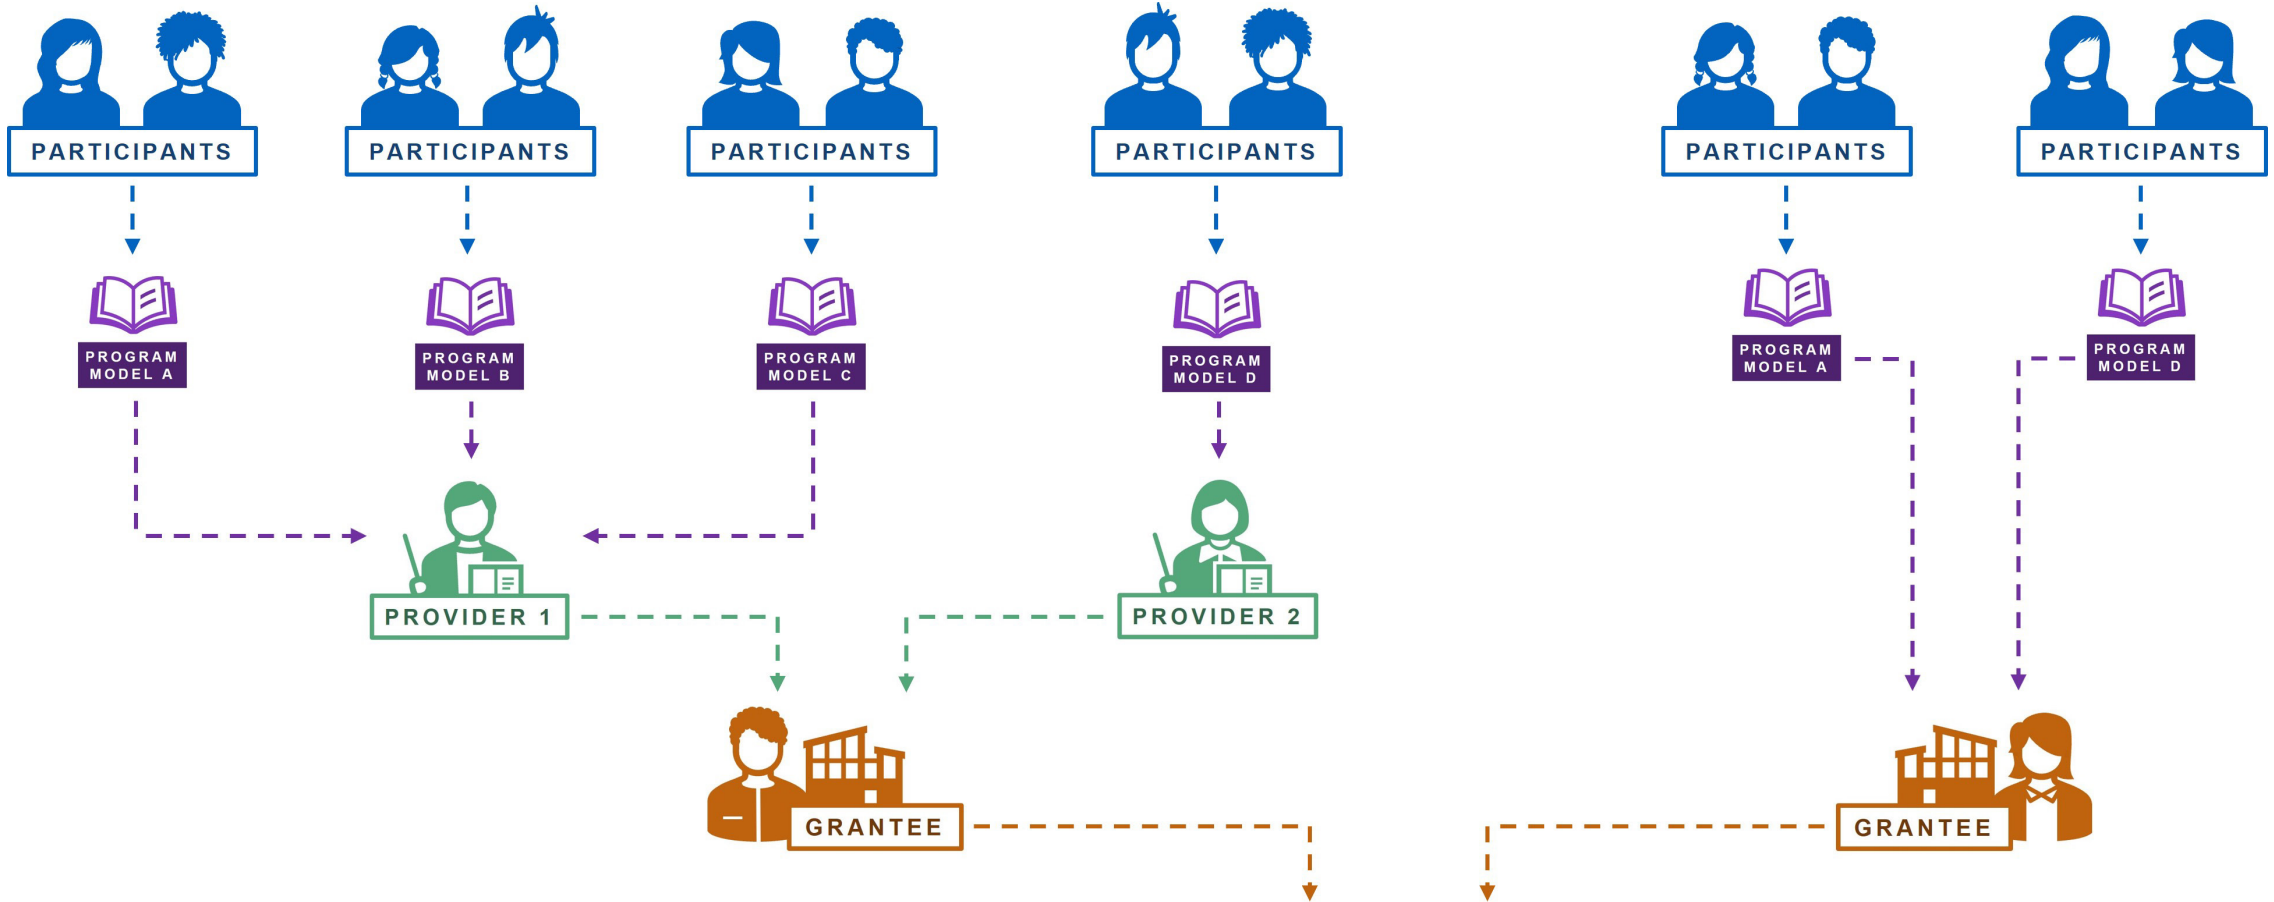 PARTICIPANTS
PARTICIPANTS
PARTICIPANTS
PARTICIPANTS
PARTICIPANTS
PARTICIPANTS
PROGRAM
MODEL A
PROGRAM
MODEL B
PROGRAM
MODEL C
PROGRAM
MODEL D
PROGRAM
MODEL A
PROGRAM
MODEL D
PROVIDER 1
PROVIDER 2
GRANTEE
GRANTEE